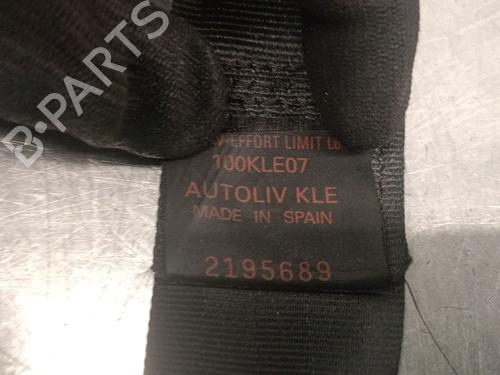 EFFORT LIMIT
100KLE07
AUTOLIV KLE
MADE IN SPAIN
2195689
B-PARTS